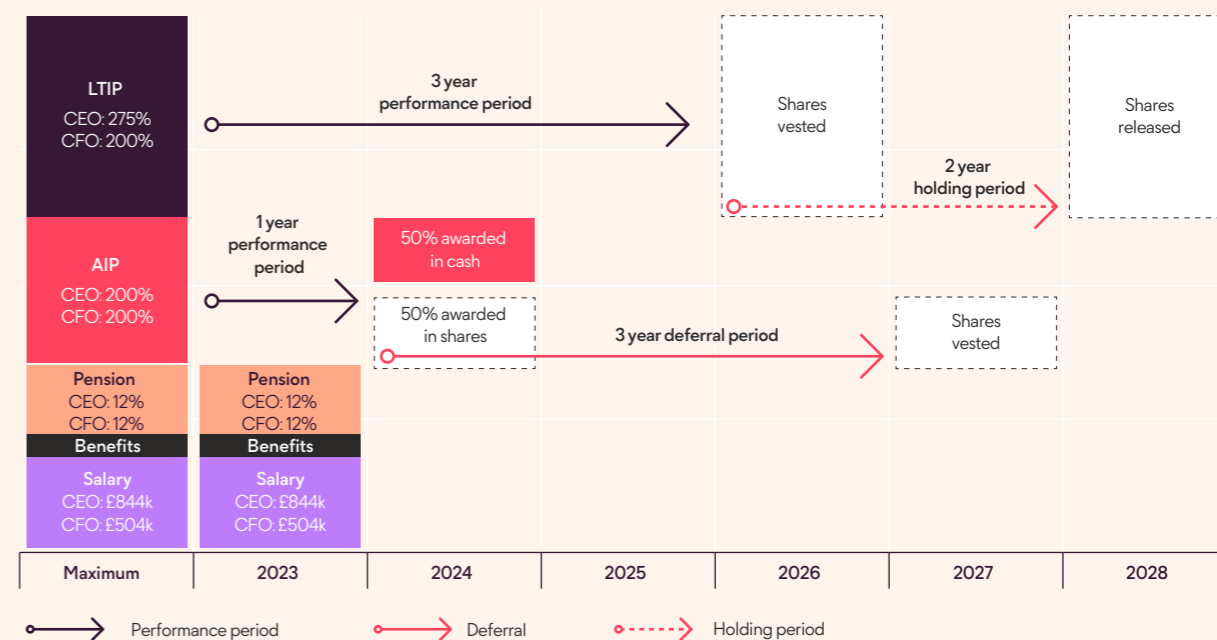 LTIP
CEO: 275%
CFO: 200%
3 year
performance period
Shares
vested
Shares
released
2 year
holding period
AIP
CEO: 200%
CFO: 200%
1 year
performance
period
50% awarded
in cash
50% awarded
in shares
3 year deferral period
Shares
vested
Pension
CEO: 12%
CFO: 12%
Pension
CEO: 12%
CFO: 12%
Benefits
Benefits
Salary
CEO: £844k
CFO: £504k
Salary
CEO: £844k
CFO: £504k
Maximum
2023
2024
2025
2026
2027
2028
Performance period
Deferral
Holding period